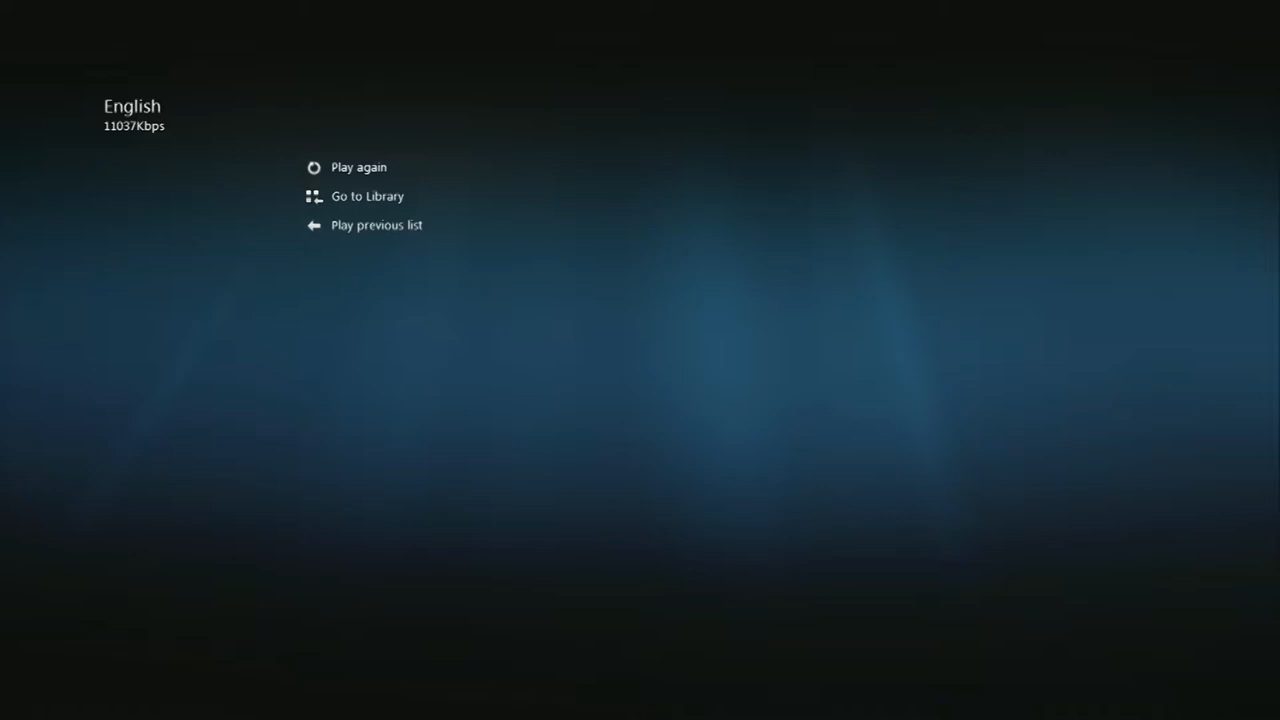 English
11037Kbps
Play again
Go to Library
Play previous list